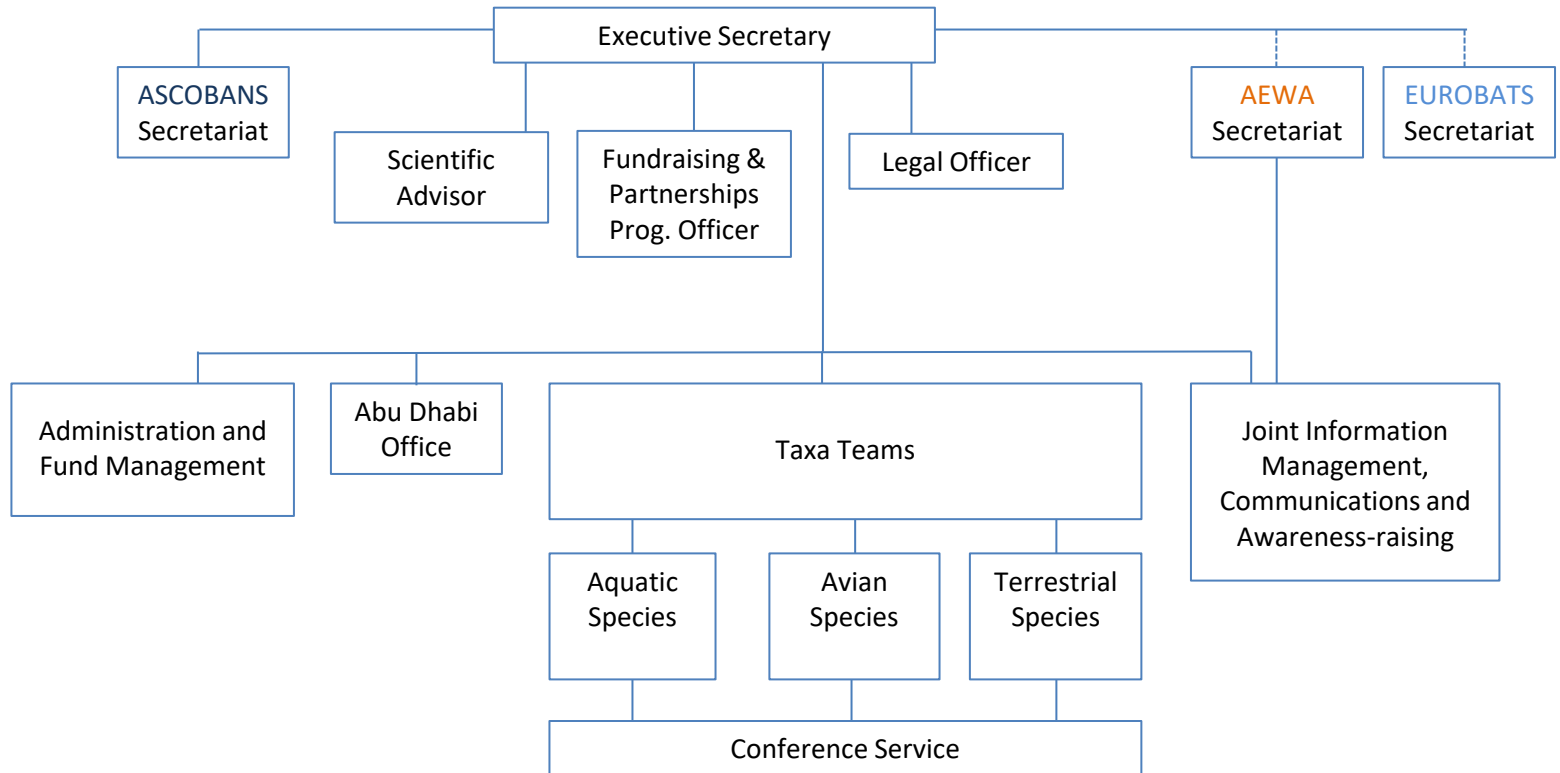 Executive Secretary
ASCOBANS
Secretariat
AEWA
Secretariat
EUROBATS
Secretariat
Scientific
Advisor
Fundraising &
Partnerships
Prog. Officer
Legal Officer
Administration and
Fund Management
Abu Dhabi
Office
Taxa Teams
Joint Information
Management,
Communications and
Awareness-raising
Aquatic
Species
Avian
Species
Terrestrial
Species
Conference Service